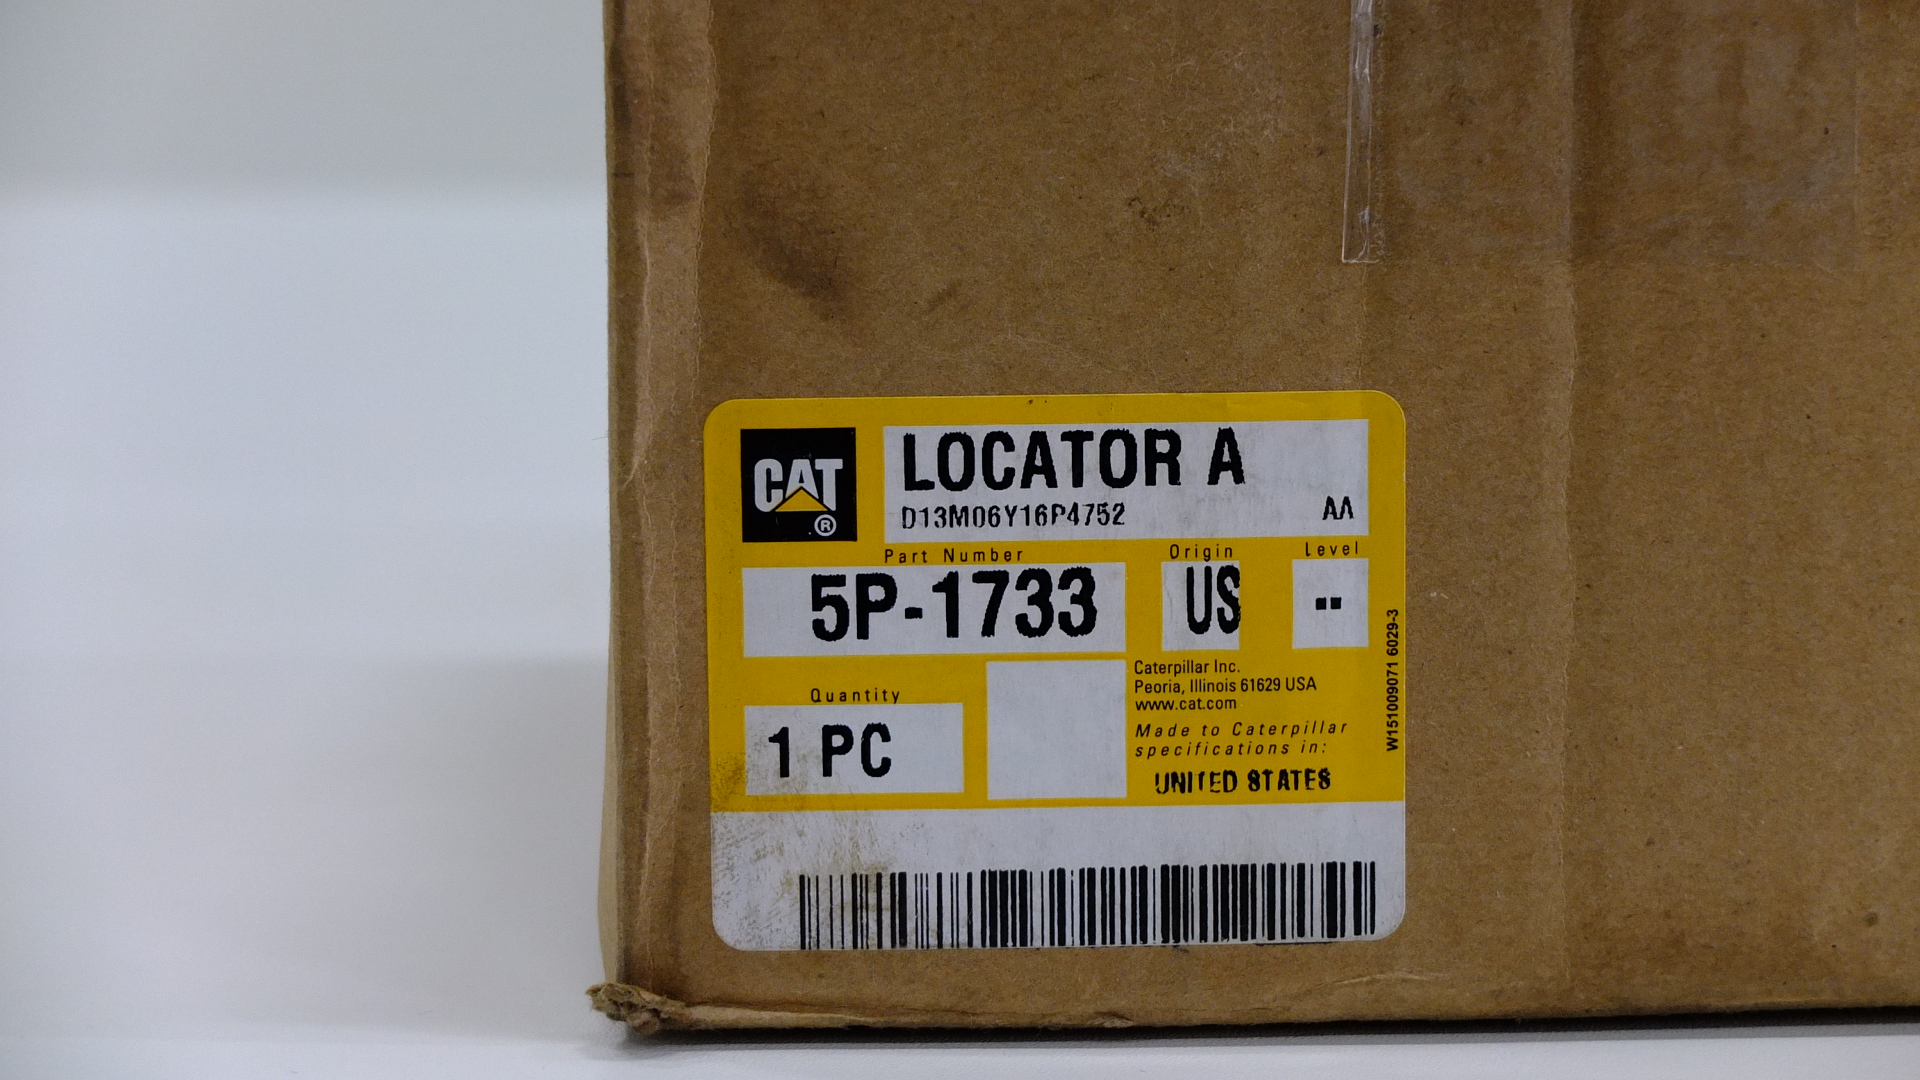 CAT
®
LOCATOR A
D13M06Y16P4752 AA
Part Number Origin Level
5P-1733 US --
Quantity
1 PC
Caterpillar Inc.
Peoria, Illinois 61629 USA
www.cat.com
Made to Caterpillar
specifications in:
UNITED STATES
W151009071 6029-3